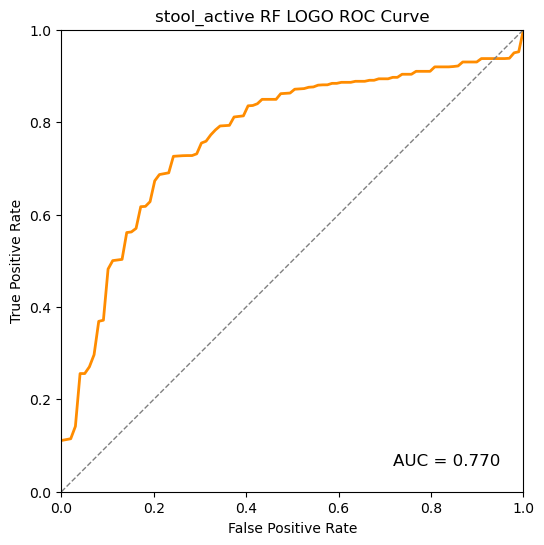 stool_active RF LOGO ROC Curve
True Positive Rate
1.0
0.8
0.6
0.4
0.2
0.0
AUC = 0.770
0.0 0.2 0.4 0.6 0.8 1.0
False Positive Rate